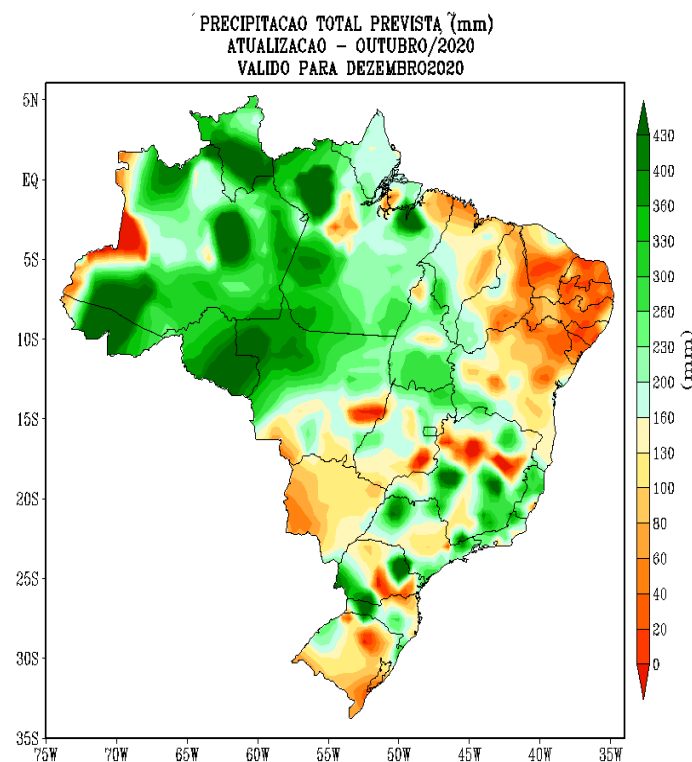 PRECIPITACAO TOTAL PREVISTA (mm)
ATUALIZACAO - OUTUBRO/2020
VALIDO PARA DEZEMBRO2020
5N
EQ
5S
10S
15S
20S
25S
30S
35S
75W 70W 65W 60W 55W 50W 45W 40W 35W
430
400
360
330
300
260
230
200
160
130
100
80
60
40
20
0
(mm)